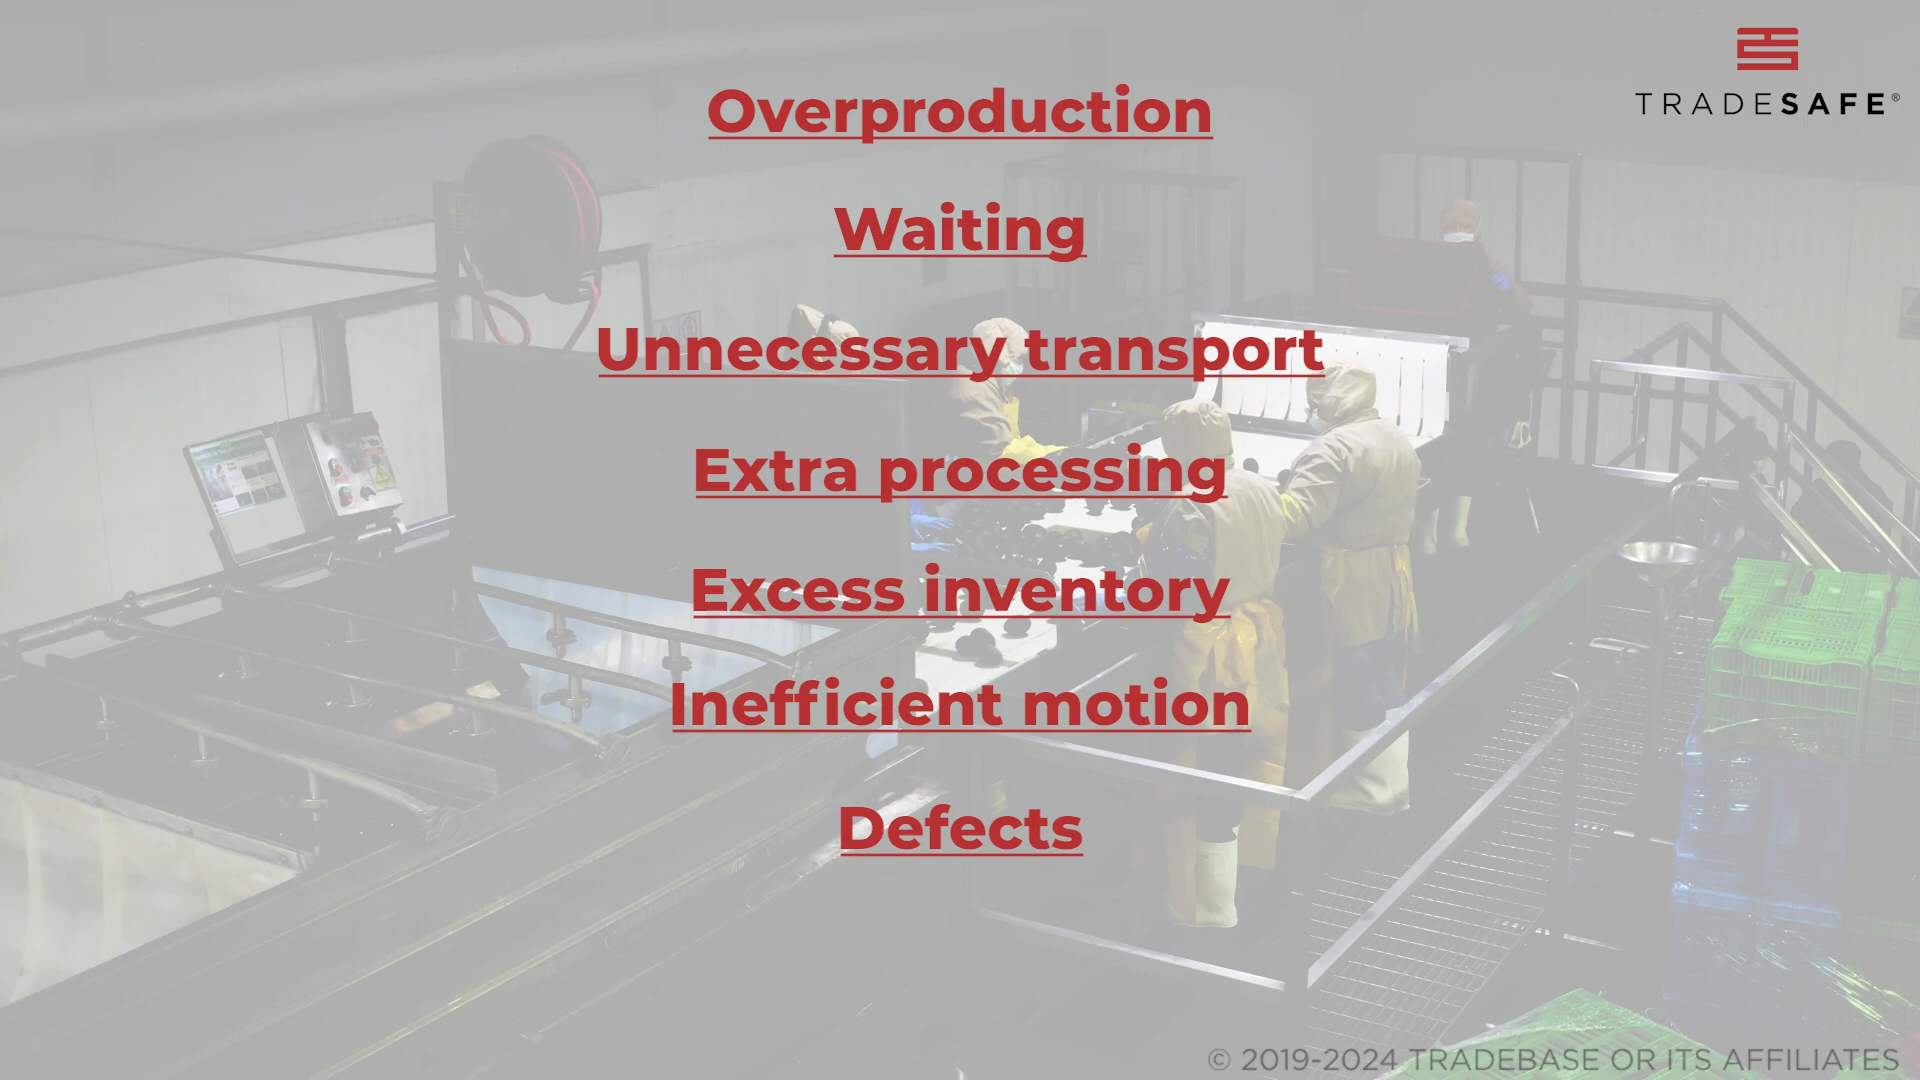 TRADESAFE®
Overproduction
Waiting
Unnecessary transport
Extra processing
Excess inventory
Inefficient motion
Defects
© 2019-2024 TRADEBASE OR ITS AFFILIATES